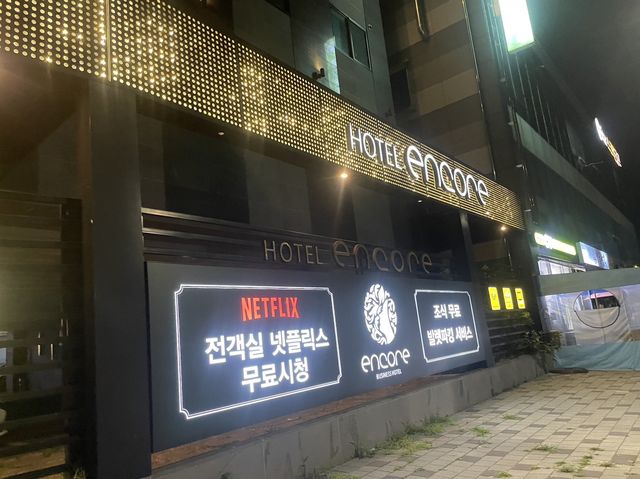 HOTEL encore
HOTEL encore
NETFLIX
전객실 넷플릭스
무료시청
encore
BUSINESS HOTEL
조식 무료
발렛파킹 서비스